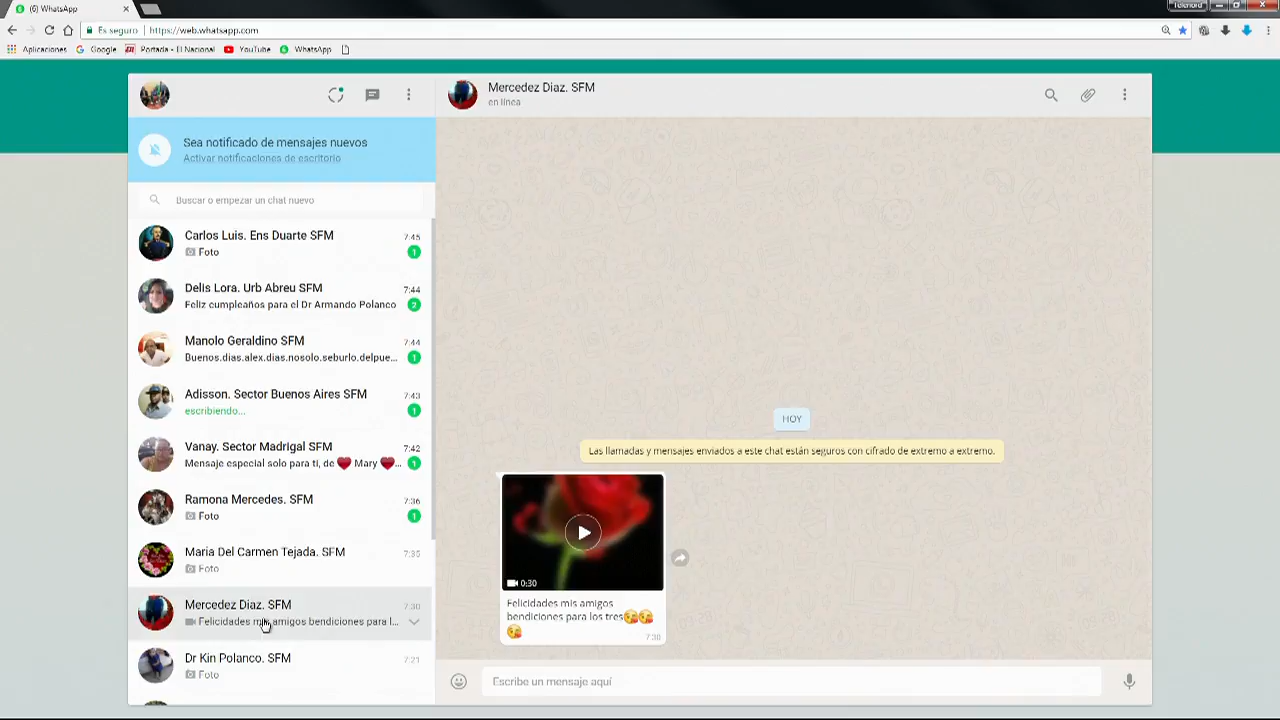 (6) WhatsApp
Telenord
Es seguro
https://web.whatsapp.com
Aplicaciones
Google
Portada - El Nacional
YouTube
WhatsApp
Mercedez Diaz. SFM
en línea
Sea notificado de mensajes nuevos
Activar notificaciones de escritorio
Buscar o empezar un chat nuevo
Carlos Luis. Ens Duarte SFM 7:45
Foto 1
Delis Lora. Urb Abreu SFM 7:44
Feliz cumpleaños para el Dr Armando Polanco 2
Manolo Geraldino SFM 7:44
Buenos.dias.alex.dias.nosolo.seburlo.delpue... 1
Adisson. Sector Buenos Aires SFM 7:43
escribiendo... 1
Vanay. Sector Madrigal SFM 7:42
Mensaje especial solo para ti, de ❤ Mary ❤... 1
Ramona Mercedes. SFM 7:36
Foto 1
Maria Del Carmen Tejada. SFM 7:35
Foto
Mercedez Diaz. SFM 7:30
Felicidades mis amigos bendiciones para l...
Dr Kin Polanco. SFM 7:21
Foto
HOY
Las llamadas y mensajes enviados a este chat están seguros con cifrado de extremo a extremo.
0:30
Felicidades mis amigos
bendiciones para los tres😘😘
😘
7:30
Escribe un mensaje aquí